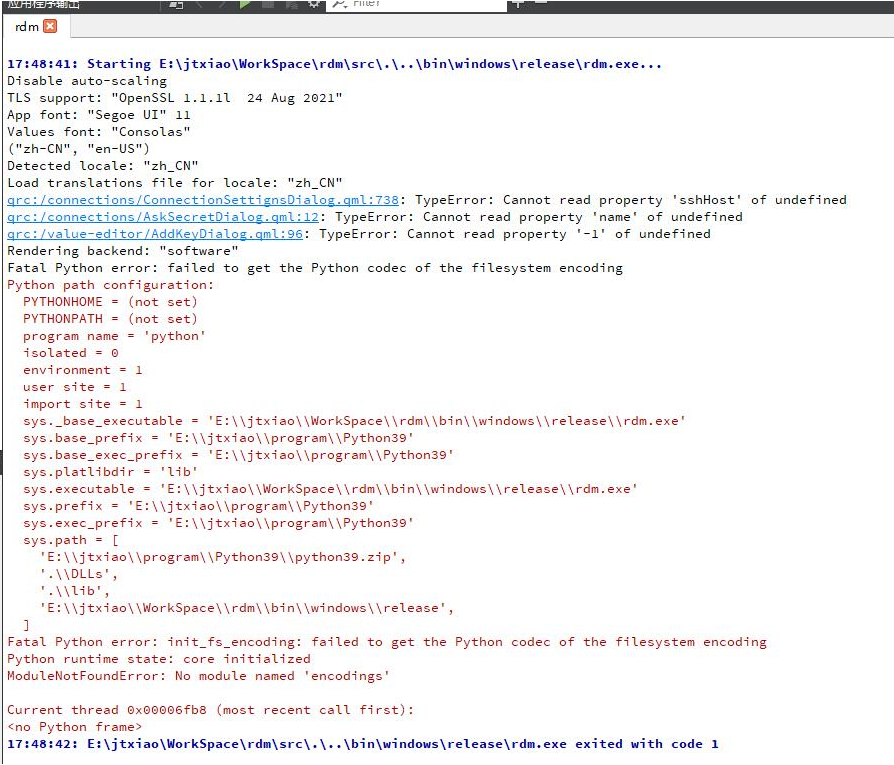 应用程序输出
Filter
rdm
17:48:41: Starting E:\jtxiao\WorkSpace\rdm\src\.\..\bin\windows\release\rdm.exe...
Disable auto-scaling
TLS support: "OpenSSL 1.1.1l  24 Aug 2021"
App font: "Segoe UI" 11
Values font: "Consolas"
("zh-CN", "en-US")
Detected locale: "zh_CN"
Load translations file for locale: "zh_CN"
qrc:/connections/ConnectionSettignsDialog.qml:738: TypeError: Cannot read property 'sshHost' of undefined
qrc:/connections/AskSecretDialog.qml:12: TypeError: Cannot read property 'name' of undefined
qrc:/value-editor/AddKeyDialog.qml:96: TypeError: Cannot read property '-1' of undefined
Rendering backend: "software"
Fatal Python error: failed to get the Python codec of the filesystem encoding
Python path configuration:
  PYTHONHOME = (not set)
  PYTHONPATH = (not set)
  program name = 'python'
  isolated = 0
  environment = 1
  user site = 1
  import site = 1
  sys._base_executable = 'E:\\jtxiao\\WorkSpace\\rdm\\bin\\windows\\release\\rdm.exe'
  sys.base_prefix = 'E:\\jtxiao\\program\\Python39'
  sys.base_exec_prefix = 'E:\\jtxiao\\program\\Python39'
  sys.platlibdir = 'lib'
  sys.executable = 'E:\\jtxiao\\WorkSpace\\rdm\\bin\\windows\\release\\rdm.exe'
  sys.prefix = 'E:\\jtxiao\\program\\Python39'
  sys.exec_prefix = 'E:\\jtxiao\\program\\Python39'
  sys.path = [
    'E:\\jtxiao\\program\\Python39\\python39.zip',
    '.\\DLLs',
    '.\\lib',
    'E:\\jtxiao\\WorkSpace\\rdm\\bin\\windows\\release',
  ]
Fatal Python error: init_fs_encoding: failed to get the Python codec of the filesystem encoding
Python runtime state: core initialized
ModuleNotFoundError: No module named 'encodings'
Current thread 0x00006fb8 (most recent call first):
<no Python frame>
17:48:42: E:\jtxiao\WorkSpace\rdm\src\.\..\bin\windows\release\rdm.exe exited with code 1